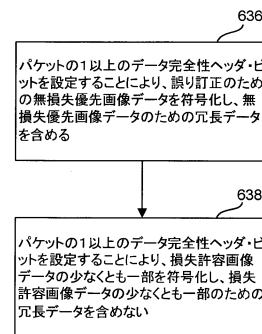 636
パケットの1以上のデータ完全性ヘッダ・ビ
ットを設定することにより、誤り訂正のため
の無損失優先画像データを符号化し、無
損失優先画像データのための冗長データ
を含める
638
パケットの1以上のデータ完全性ヘッダ・ビ
ットを設定することにより、損失許容画像
データの少なくとも一部を符号化し、損失
許容画像データの少なくとも一部のための
冗長データを含めない